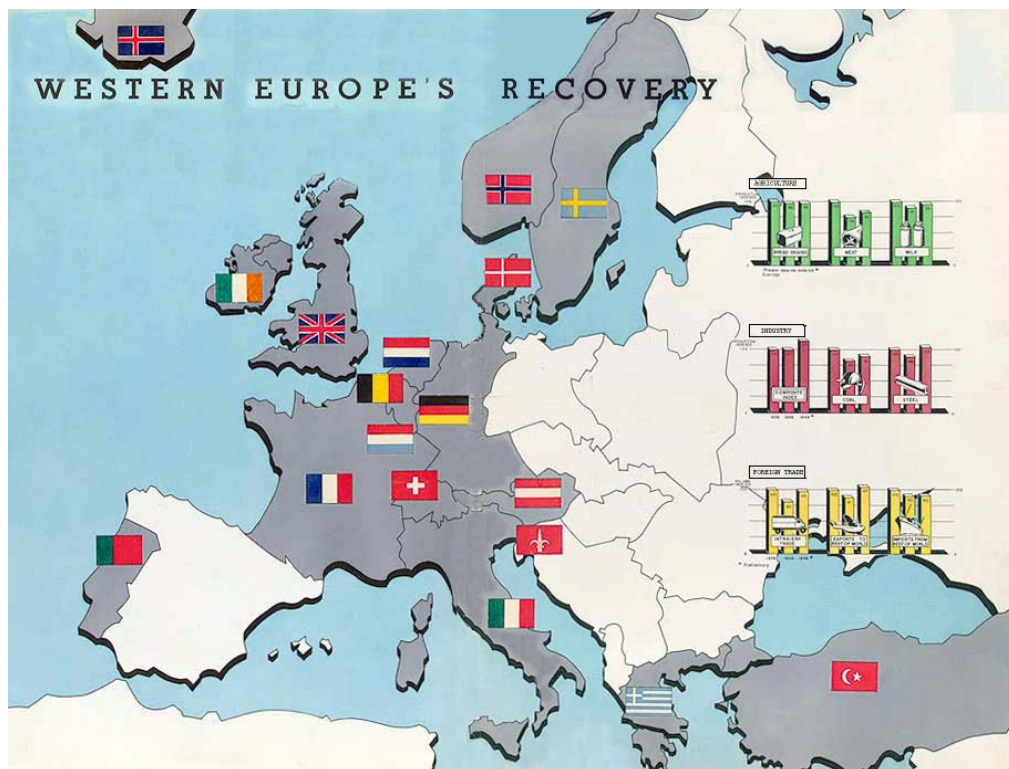 WESTERN EUROPE'S RECOVERY
AGRICULTURE
BREAD GRAINS
MEAT
MILK
INDUSTRY
COMPOSITE
INDEX
COAL
STEEL
FOREIGN TRADE
INTRA-ERP
TRADE
EXPORTS TO
REST OF WORLD
IMPORTS FROM
REST OF WORLD
* Preliminary